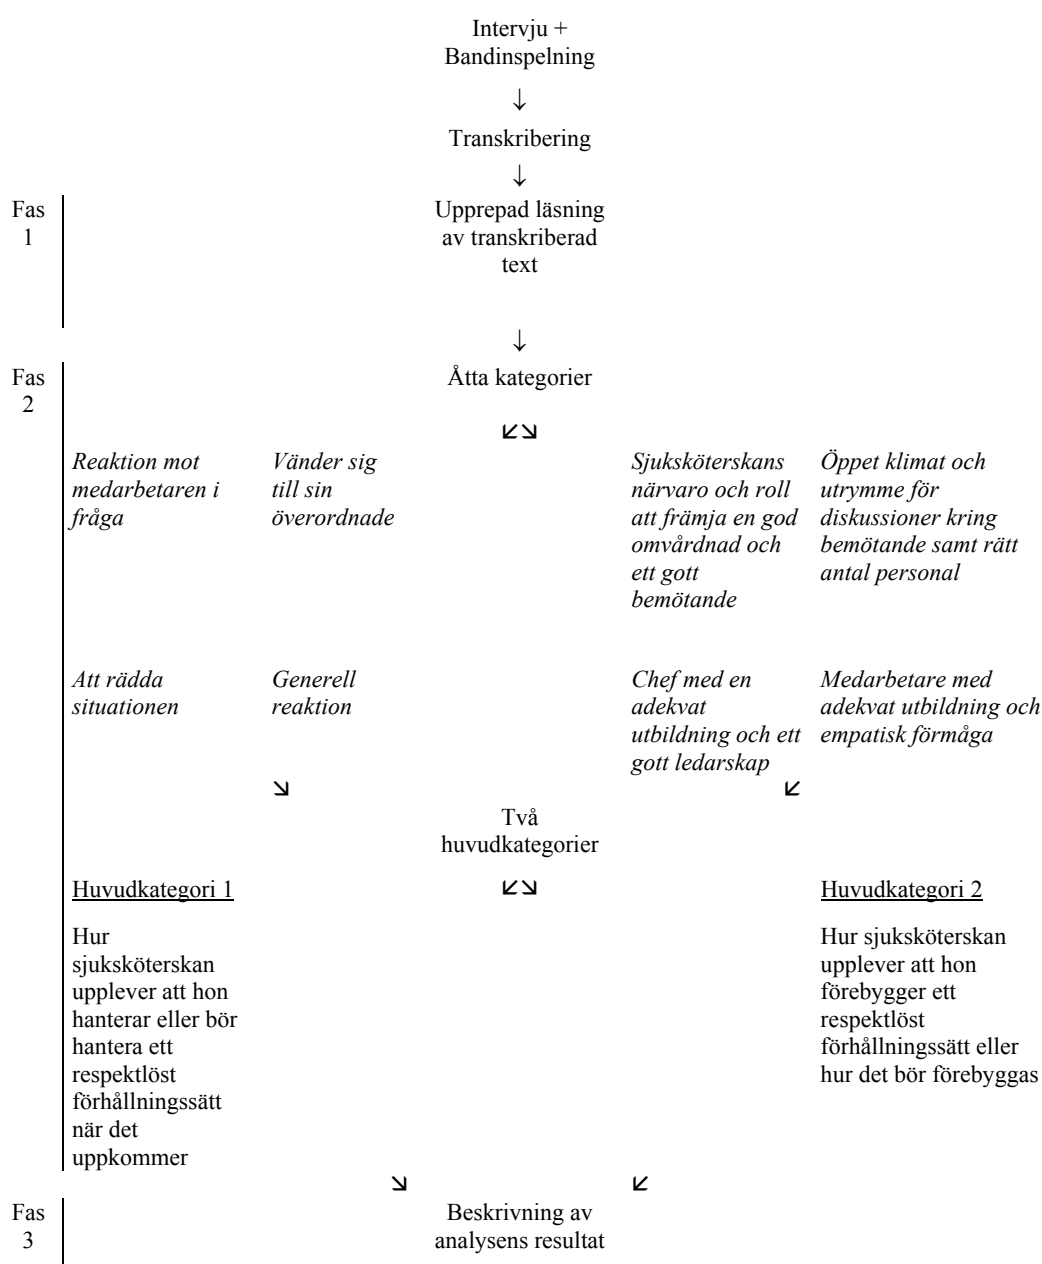 Intervju +
Bandinspelning
↓
Transkribering
↓
Fas
1
Upprepad läsning
av transkriberad
text
↓
Fas
2
Åtta kategorier
↙↘
Reaktion mot
medarbetaren i
fråga
Vänder sig
till sin
överordnade
Sjuksköterskans
närvaro och roll
att främja en god
omvårdnad och
ett gott
bemötande
Öppet klimat och
utrymme för
diskussioner kring
bemötande samt rätt
antal personal
Att rädda
situationen
Generell
reaktion
Chef med en
adekvat
utbildning och ett
gott ledarskap
Medarbetare med
adekvat utbildning och
empatisk förmåga
↘ ↙
Två
huvudkategorier
↙↘
Huvudkategori 1
Hur
sjuksköterskan
upplever att hon
hanterar eller bör
hantera ett
respektlöst
förhållningssätt
när det
uppkommer
Huvudkategori 2
Hur sjuksköterskan
upplever att hon
förebygger ett
respektlöst
förhållningssätt eller
hur det bör förebyggas
↘ ↙
Fas
3
Beskrivning av
analysens resultat